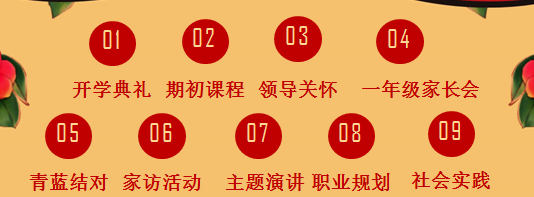 01 02 03 04
开学典礼 期初课程 领导关怀 一年级家长会
05 06 07 08 09
青蓝结对 家访活动 主题演讲 职业规划 社会实践